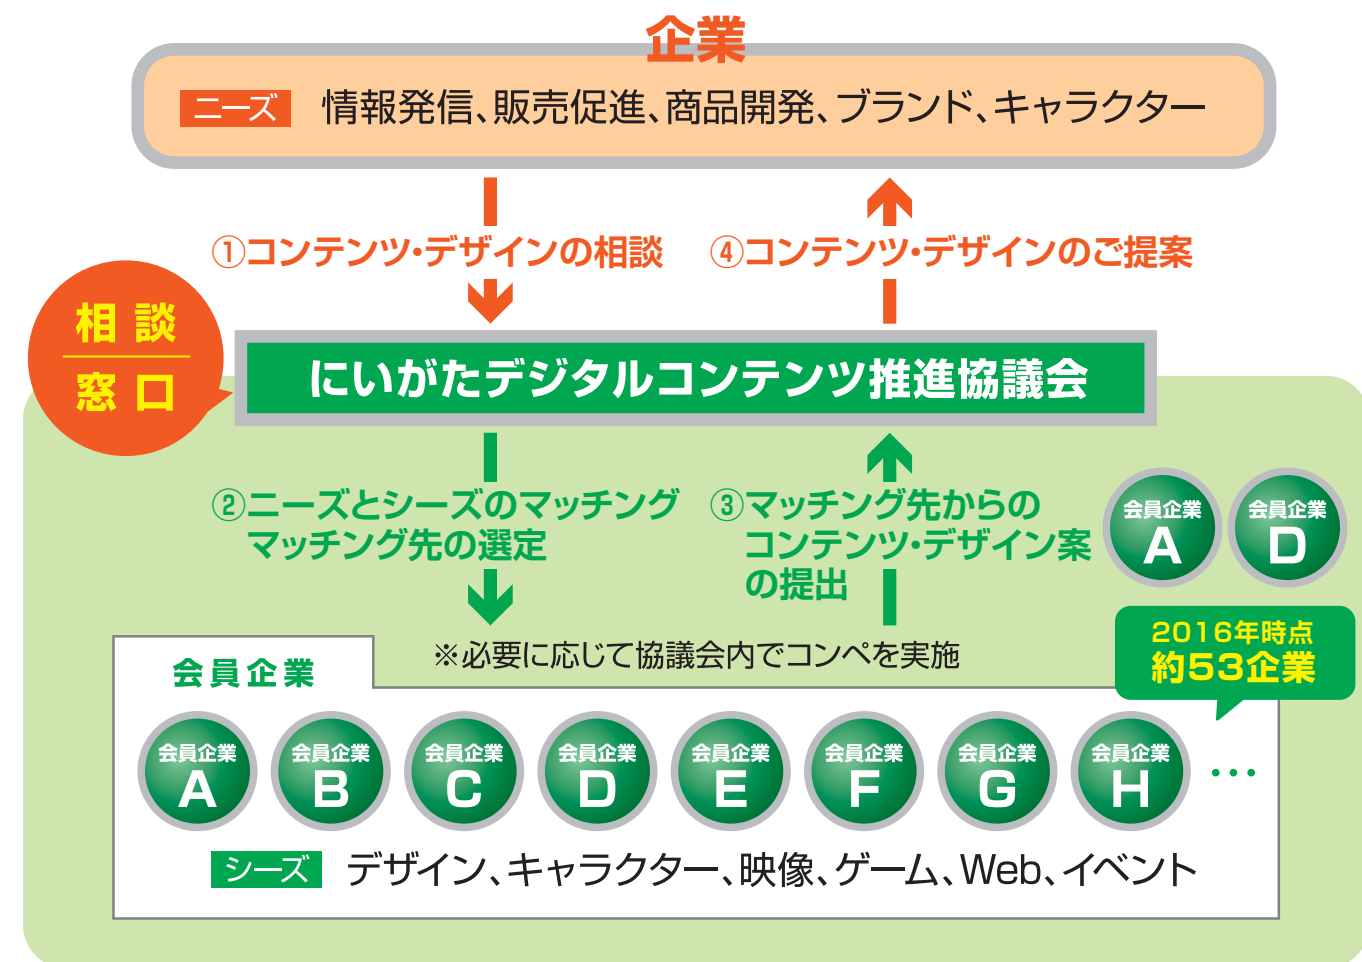 企業
ニーズ 情報発信、販売促進、商品開発、ブランド、キャラクター
①コンテンツ・デザインの相談
④コンテンツ・デザインのご提案
相談
窓口
にいがたデジタルコンテンツ推進協議会
②ニーズとシーズのマッチング
マッチング先の選定
③マッチング先からの
コンテンツ・デザイン案
の提出
会員企業
A
会員企業
D
2016年時点
約53企業
※必要に応じて協議会内でコンペを実施
会員企業
会員企業
A
会員企業
B
会員企業
C
会員企業
D
会員企業
E
会員企業
F
会員企業
G
会員企業
H
…
シーズ デザイン、キャラクター、映像、ゲーム、Web、イベント